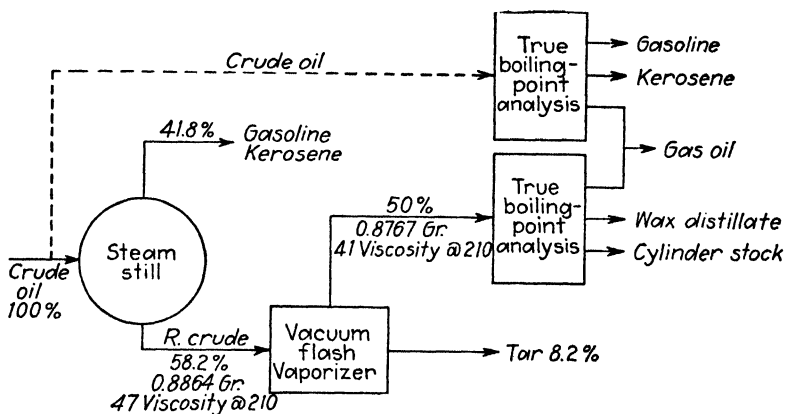 Crude oil
True
boiling-
point
analysis
Gasoline
Kerosene
41.8%
Gasoline
Kerosene
Gas oil
True
boiling-
point
analysis
50%
0.8767 Gr.
41 Viscosity @ 210
Wax distillate
Cylinder stock
Steam
still
Crude
oil
100%
R. crude
58.2%
0.8864 Gr.
47 Viscosity @ 210
Vacuum
flash
Vaporizer
Tar 8.2%